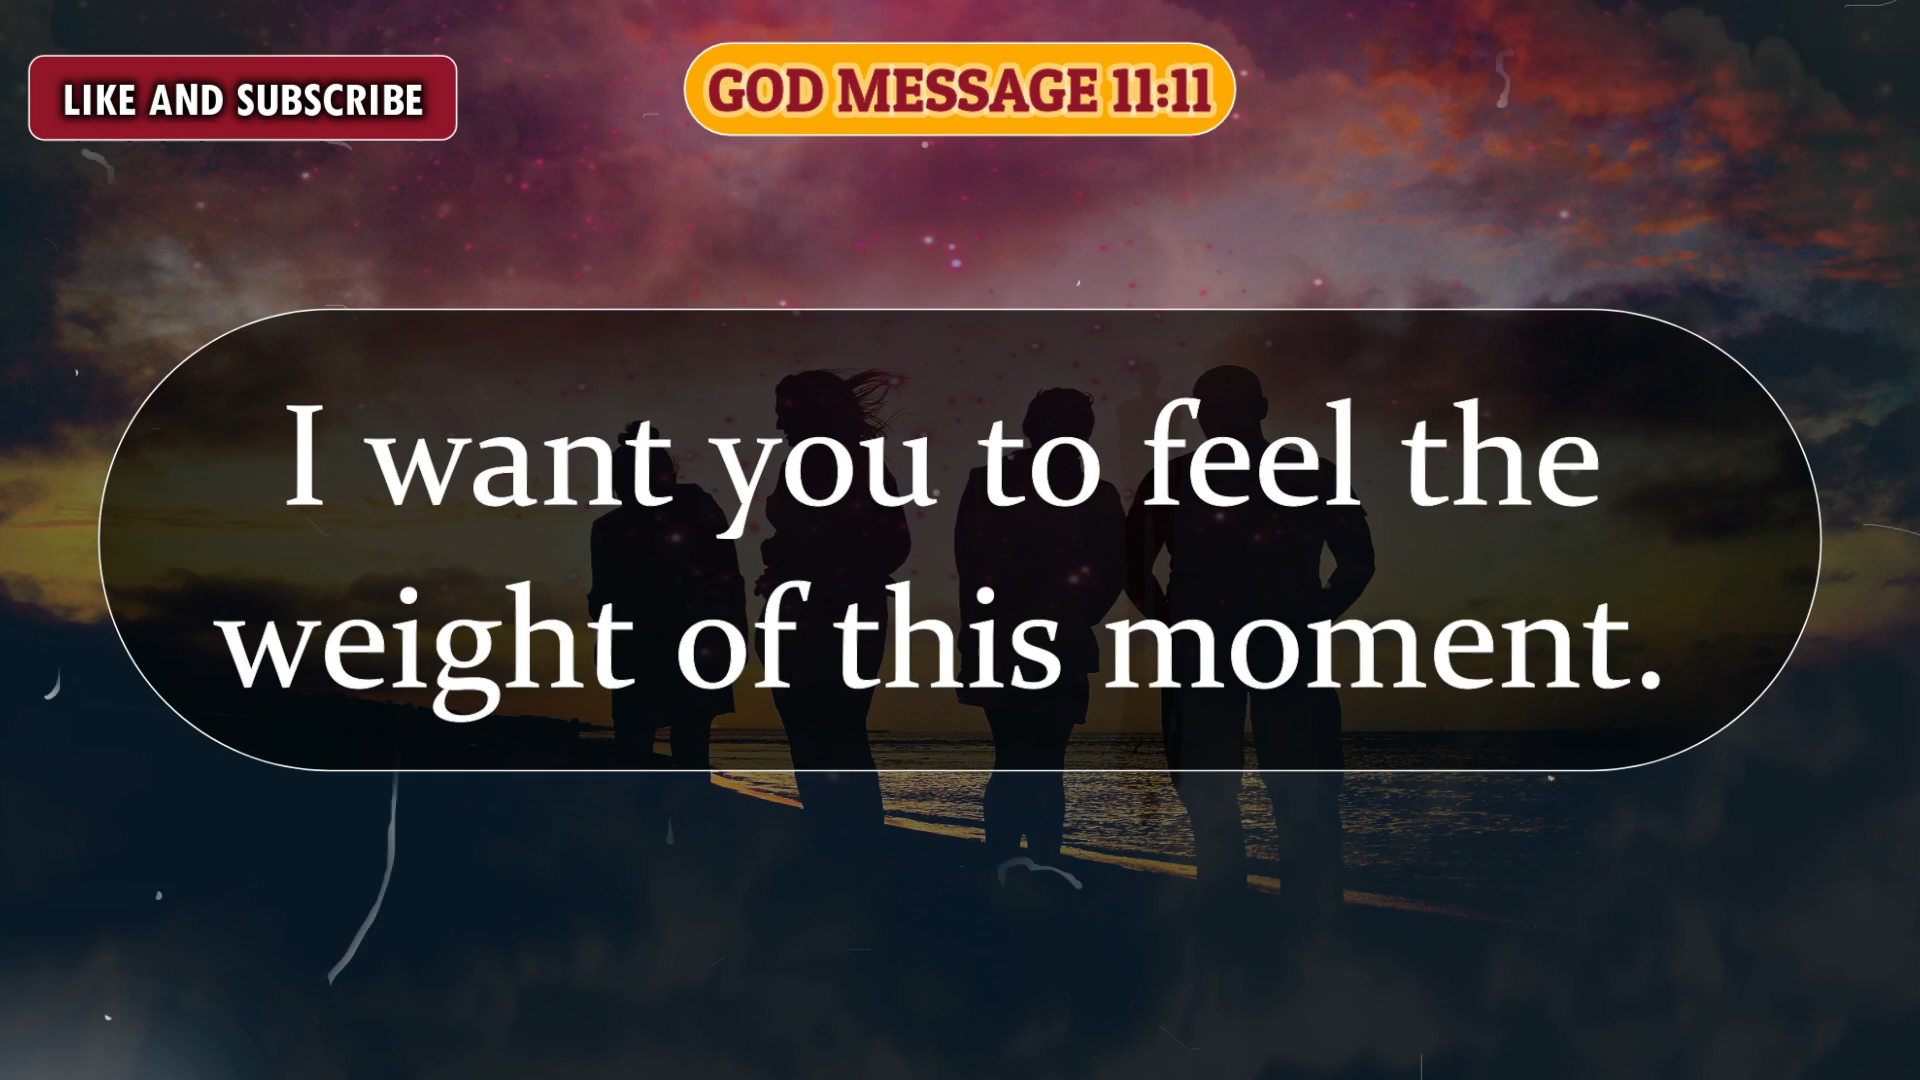 LIKE AND SUBSCRIBE
GOD MESSAGE 11:11
I want you to feel the
weight of this moment.